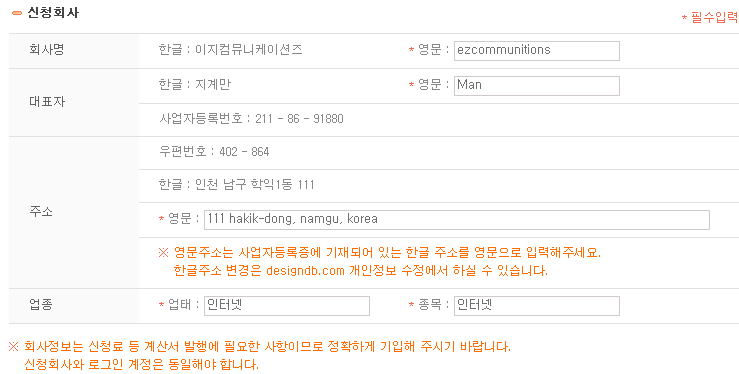 신청회사
* 필수입력
회사명 한글 : 이지컴뮤니케이션즈 * 영문 : ezcommunitions
대표자 한글 : 지계만 * 영문 : Man
사업자등록번호 : 211 - 86 - 91880
주소 우편번호 : 402 - 864
한글 : 인천 남구 학익1동 111
* 영문 : 111 hakik-dong, namgu, korea
※ 영문주소는 사업자등록증에 기재되어 있는 한글 주소를 영문으로 입력해주세요.
한글주소 변경은 designdb.com 개인정보 수정에서 하실 수 있습니다.
업종 * 업태 : 인터넷 * 종목 : 인터넷
※ 회사정보는 신청료 등 계산서 발행에 필요한 사항이므로 정확하게 기입해 주시기 바랍니다.
신청회사와 로그인 계정은 동일해야 합니다.